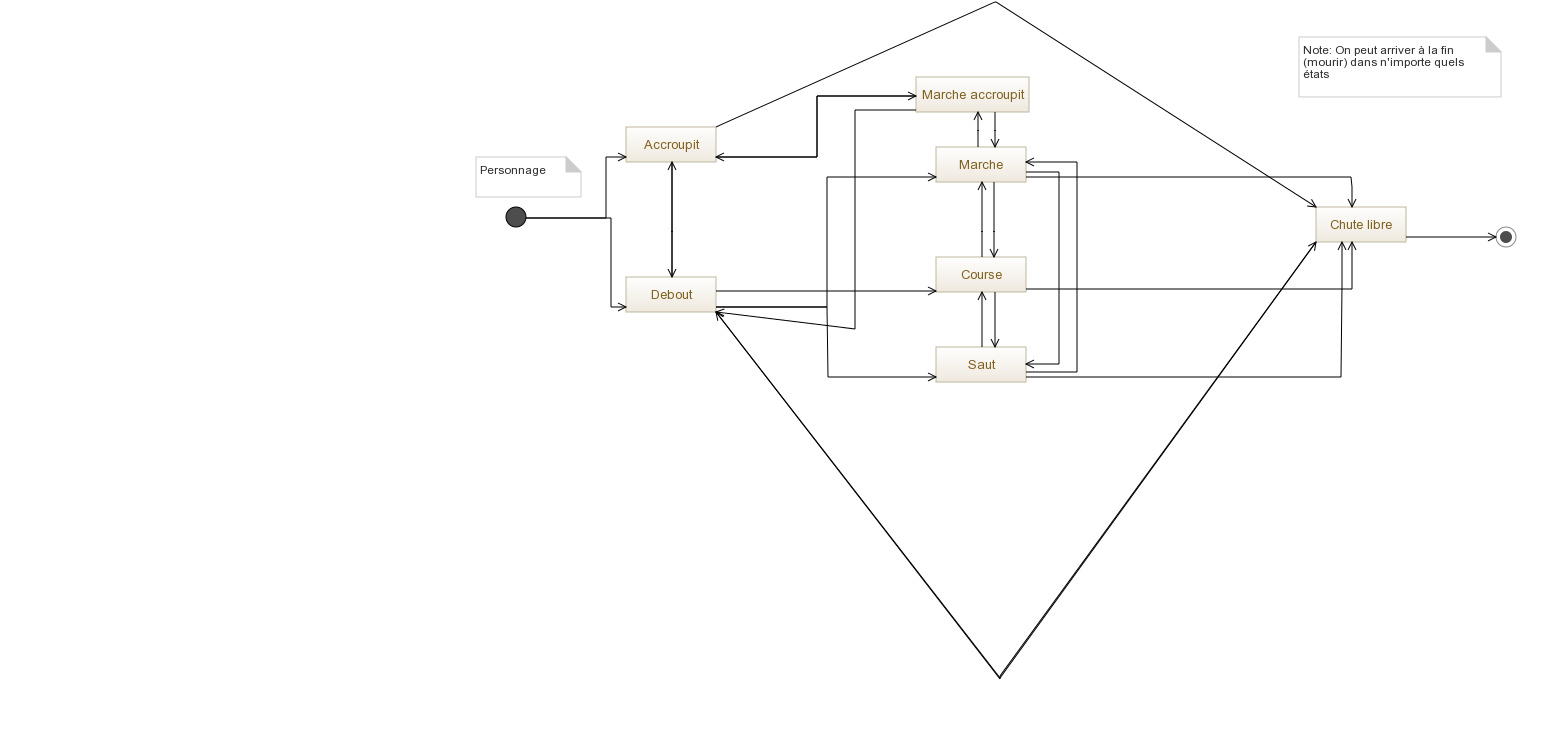 Note: On peut arriver à la fin
(mourir) dans n'importe quels
états
Marche accroupit
Accroupit
Marche
Personnage
Chute libre
Course
Debout
Saut